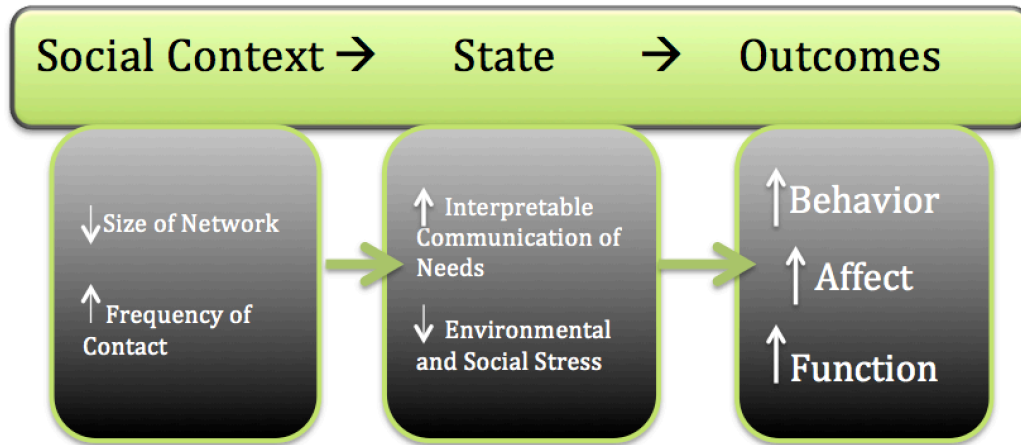 Social Context → State → Outcomes
↓ Size of Network
↑ Frequency of
Contact
↑ Interpretable
Communication of
Needs
↓ Environmental
and Social Stress
↑ Behavior
↑ Affect
↑ Function